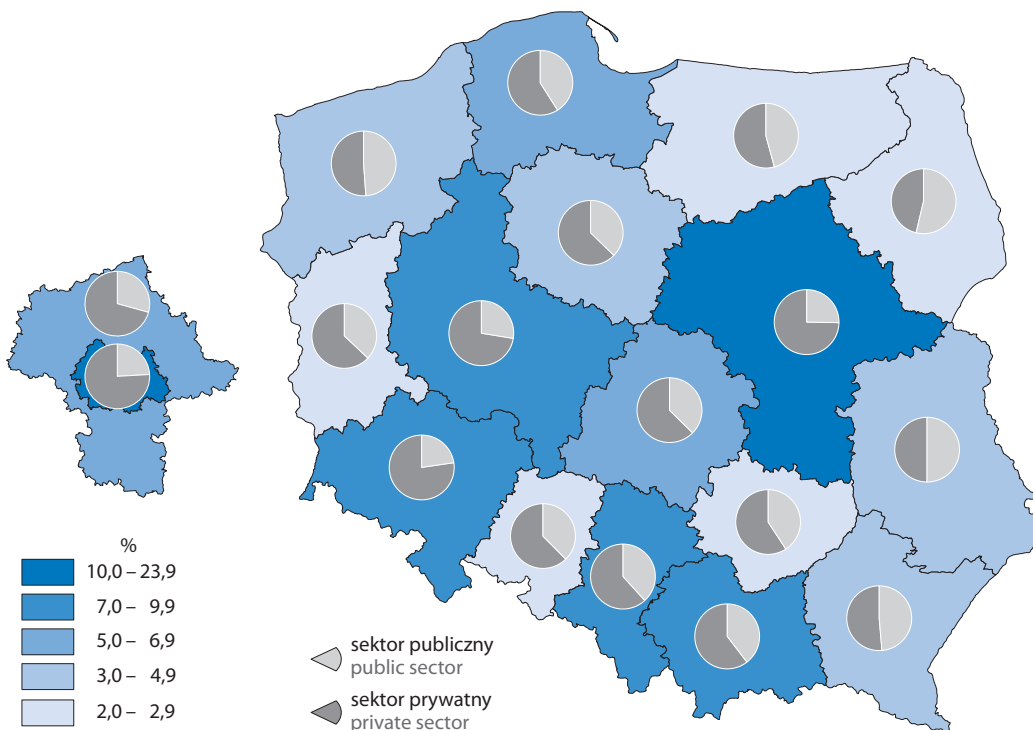 %
10,0 – 23,9
7,0 – 9,9
5,0 – 6,9
3,0 – 4,9
2,0 – 2,9
sektor publiczny
public sector
sektor prywatny
private sector